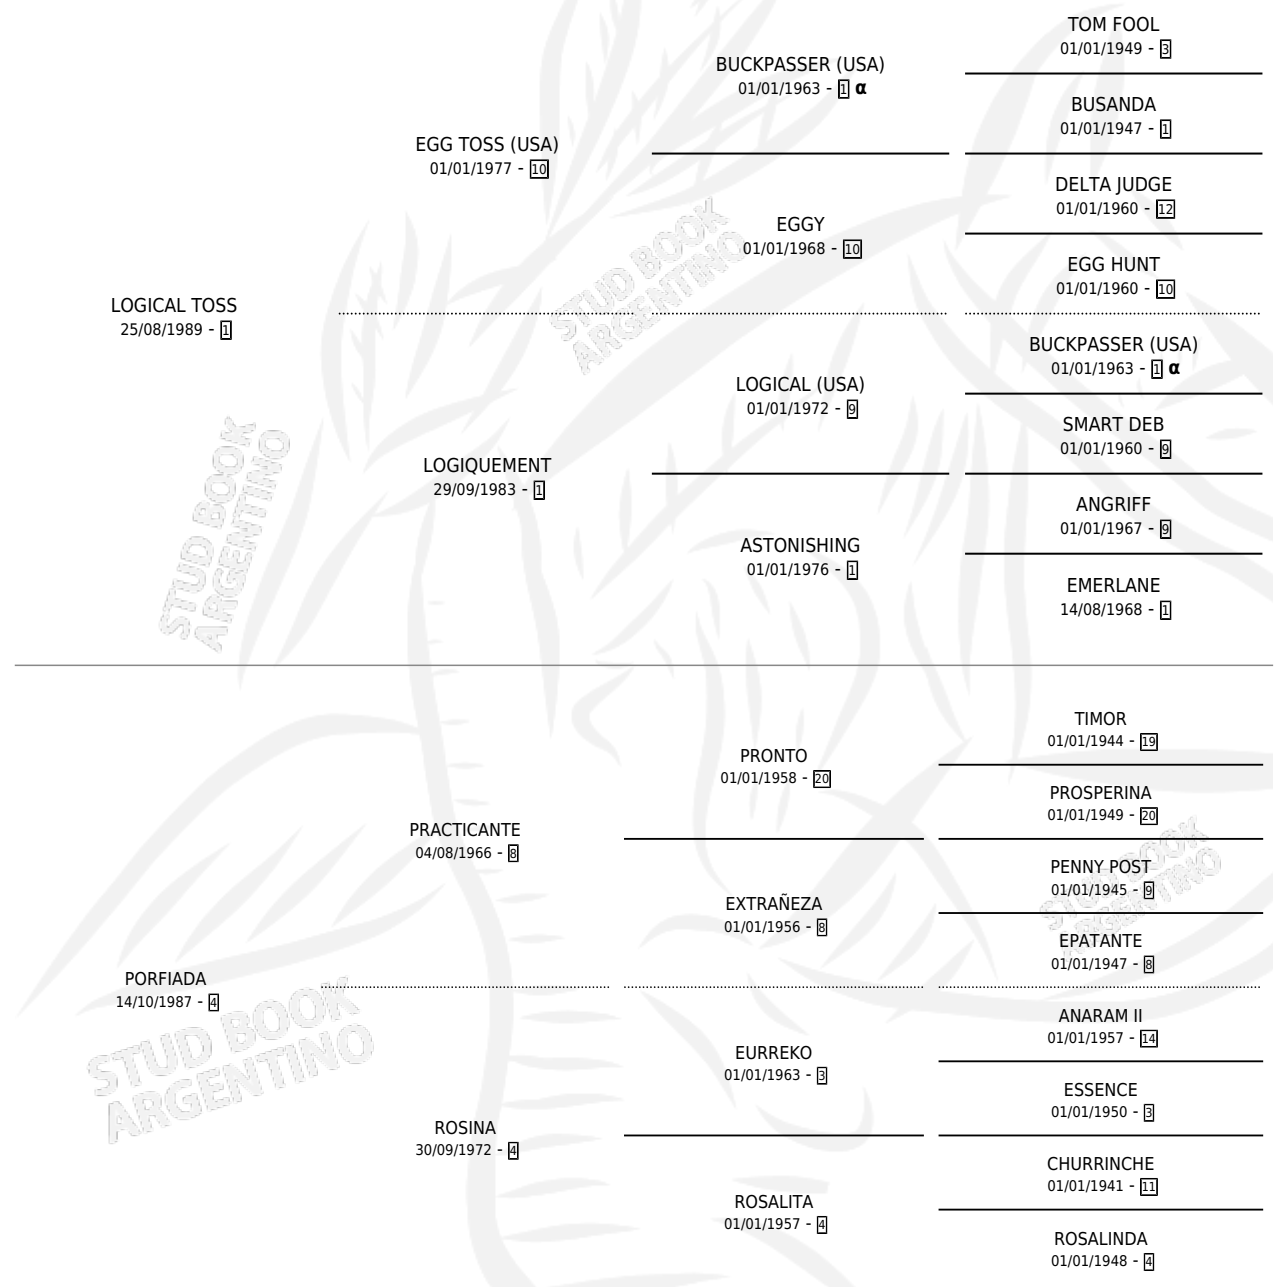 TOM FOOL
01/01/1949 - 3
BUCKPASSER (USA)
01/01/1963 - 1 α
BUSANDA
01/01/1947 - 1
EGG TOSS (USA)
01/01/1977 - 10
DELTA JUDGE
01/01/1960 - 12
EGGY
01/01/1968 - 10
EGG HUNT
01/01/1960 - 10
LOGICAL TOSS
25/08/1989 - 1
BUCKPASSER (USA)
01/01/1963 - 1 α
LOGICAL (USA)
01/01/1972 - 9
SMART DEB
01/01/1960 - 9
LOGIQUEMENT
29/09/1983 - 1
ANGRIFF
01/01/1967 - 9
ASTONISHING
01/01/1976 - 1
EMERLANE
14/08/1968 - 1
TIMOR
01/01/1944 - 19
PRONTO
01/01/1958 - 20
PROSPERINA
01/01/1949 - 20
PRACTICANTE
04/08/1966 - 8
PENNY POST
01/01/1945 - 9
EXTRAÑEZA
01/01/1956 - 8
EPATANTE
01/01/1947 - 8
PORFIADA
14/10/1987 - 4
ANARAM II
01/01/1957 - 14
EURREKO
01/01/1963 - 3
ESSENCE
01/01/1950 - 3
ROSINA
30/09/1972 - 4
CHURRINCHE
01/01/1941 - 11
ROSALITA
01/01/1957 - 4
ROSALINDA
01/01/1948 - 4
STUD BOOK
ARGENTINO
STUD BOOK
ARGENTINO
STUD BOOK
ARGENTINO
STUD BOOK
ARGENTINO